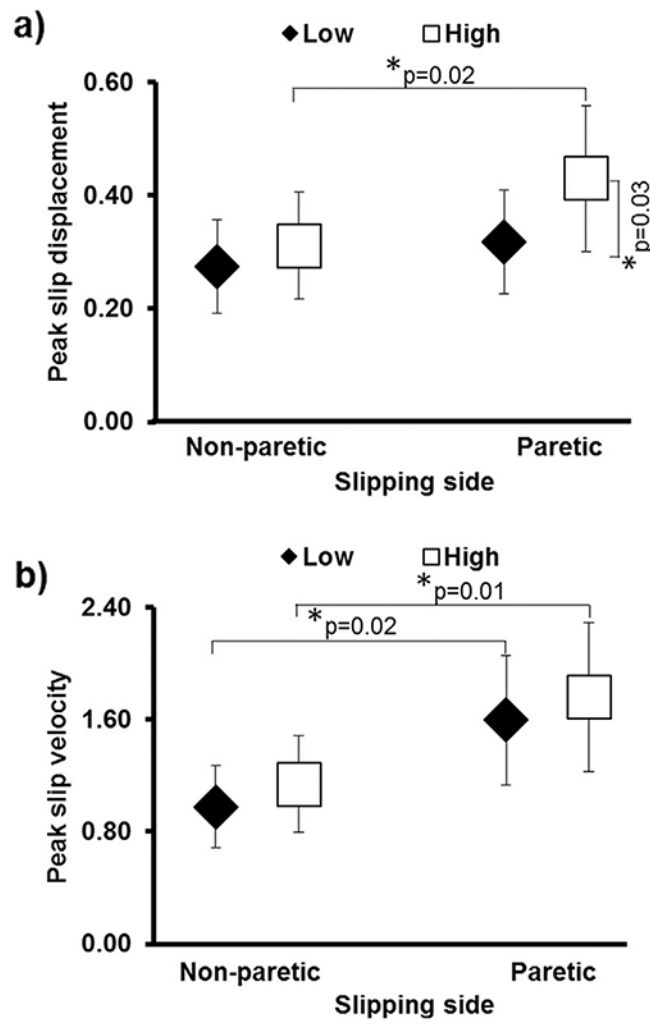 a)
Low High
*p=0.02
0.60
0.40
0.20
0.00
Peak slip displacement
*p=0.03
Non-paretic Paretic
Slipping side
b)
Low High
*p=0.01
*p=0.02
2.40
1.60
0.80
0.00
Peak slip velocity
Non-paretic Paretic
Slipping side